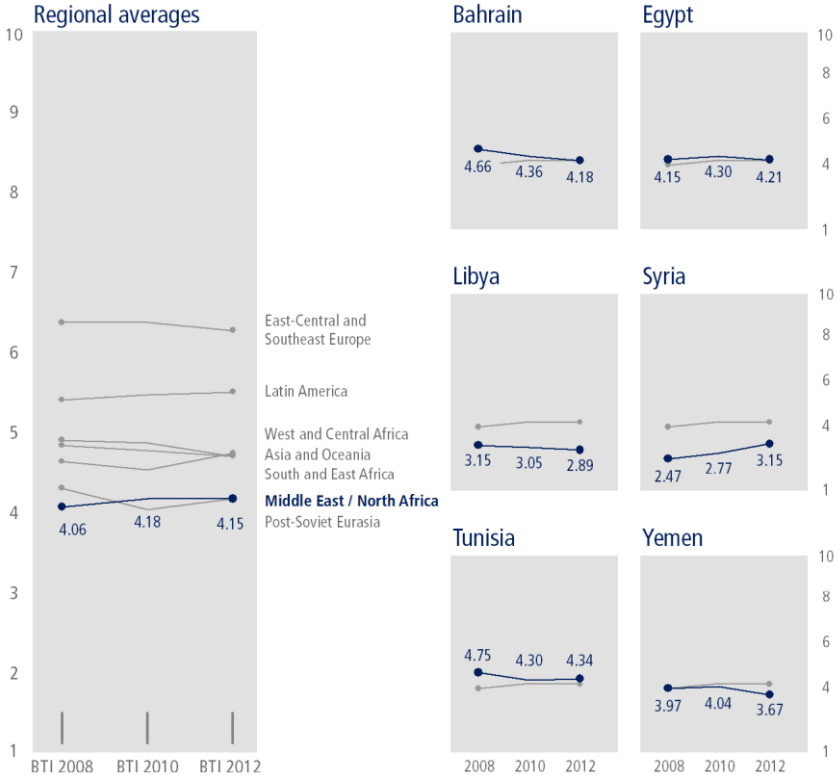 Regional averages
10
9
8
7
6
5
4
3
2
1
East-Central and
Southeast Europe
Latin America
West and Central Africa
Asia and Oceania
South and East Africa
Middle East / North Africa
Post-Soviet Eurasia
4.06
4.18
4.15
BTI 2008
BTI 2010
BTI 2012
Bahrain
4.66
4.36
4.18
Egypt
4.15
4.30
4.21
10
8
6
4
1
Libya
3.15
3.05
2.89
Syria
2.47
2.77
3.15
10
8
6
4
1
Tunisia
4.75
4.30
4.34
2008
2010
2012
Yemen
3.97
4.04
3.67
2008
2010
2012
10
8
6
4
1